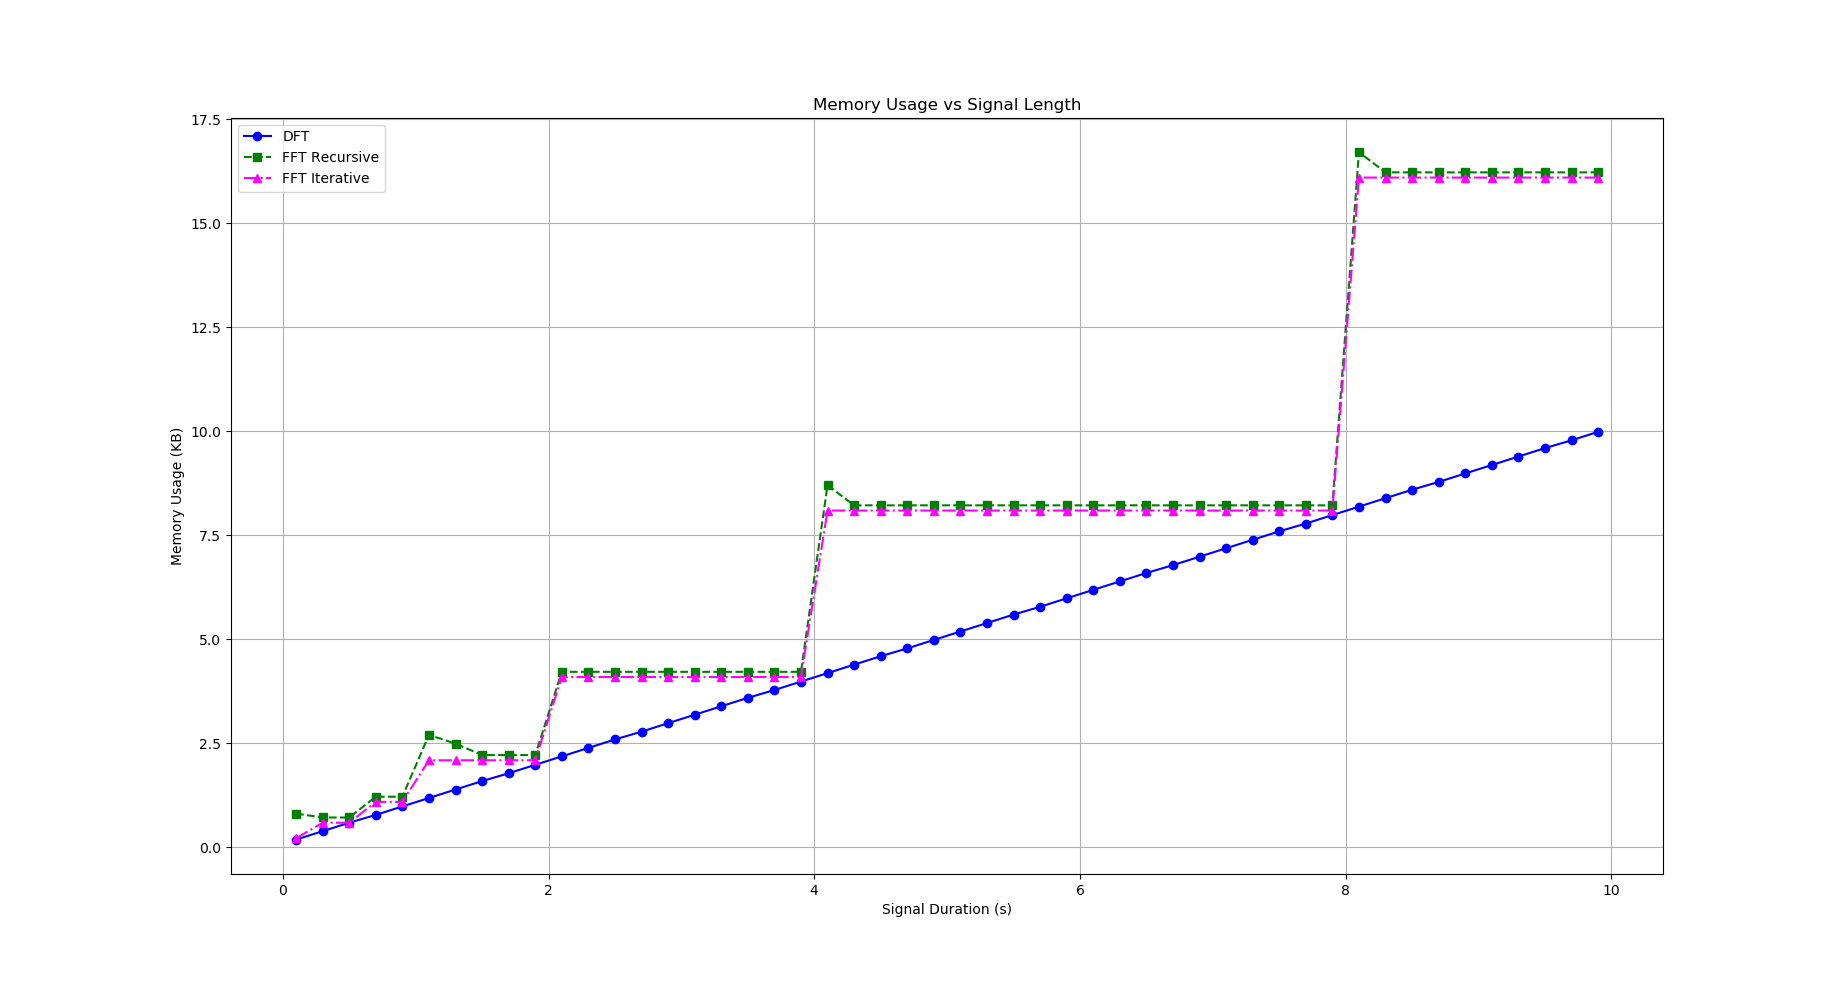 Memory Usage vs Signal Length
DFT
FFT Recursive
FFT Iterative
17.5
15.0
12.5
10.0
7.5
5.0
2.5
0.0
Memory Usage (KB)
0 2 4 6 8 10
Signal Duration (s)